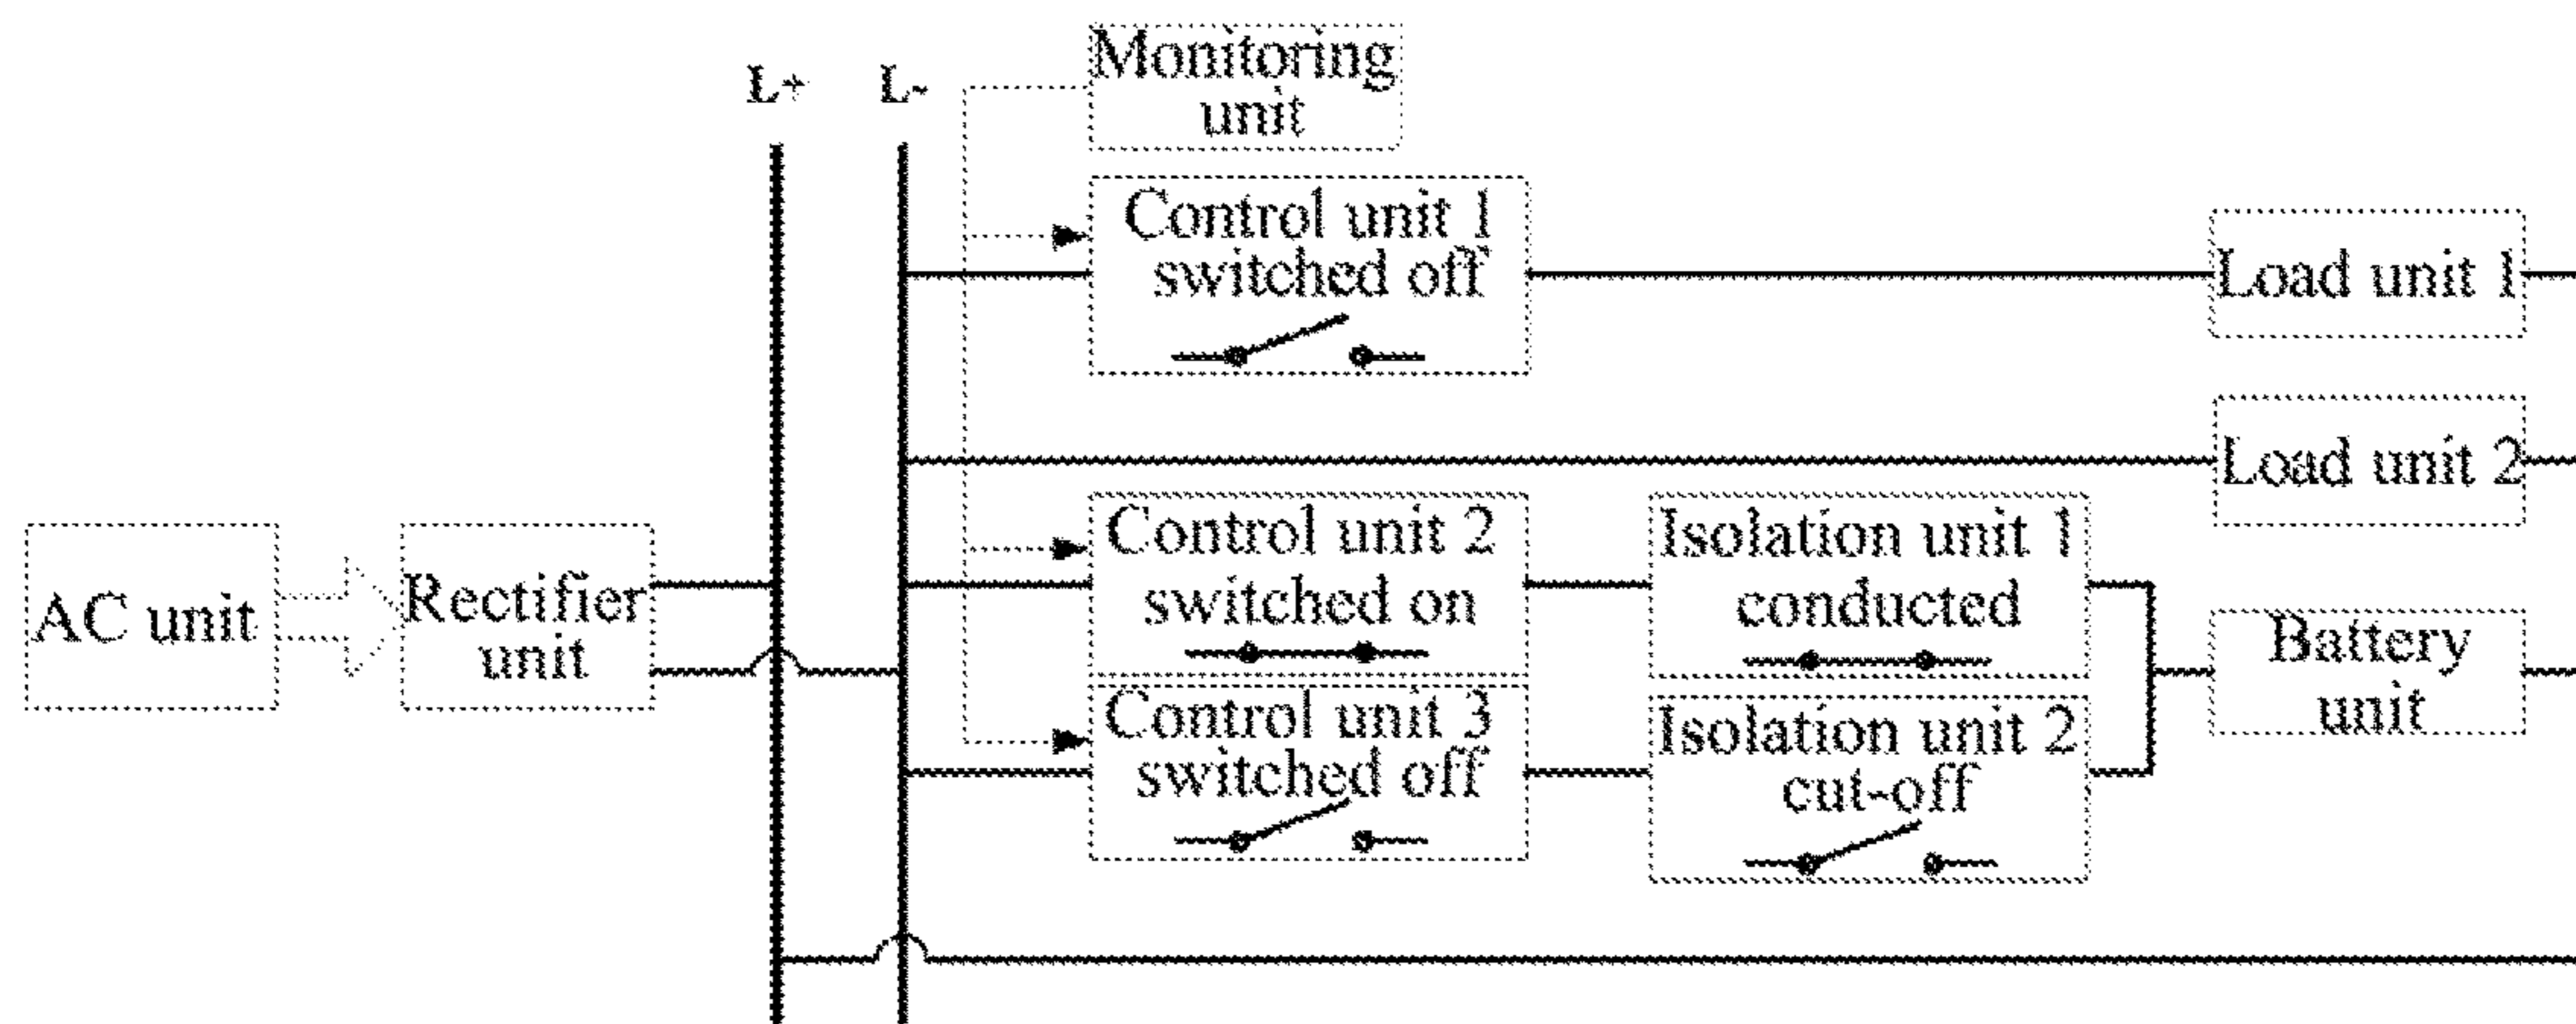 L+
L-
Monitoring
unit
Control unit 1
switched off
Load unit 1
Load unit 2
Control unit 2
switched on
Isolation unit 1
conducted
AC unit
Rectifier
unit
Battery
unit
Control unit 3
switched off
Isolation unit 2
cut-off